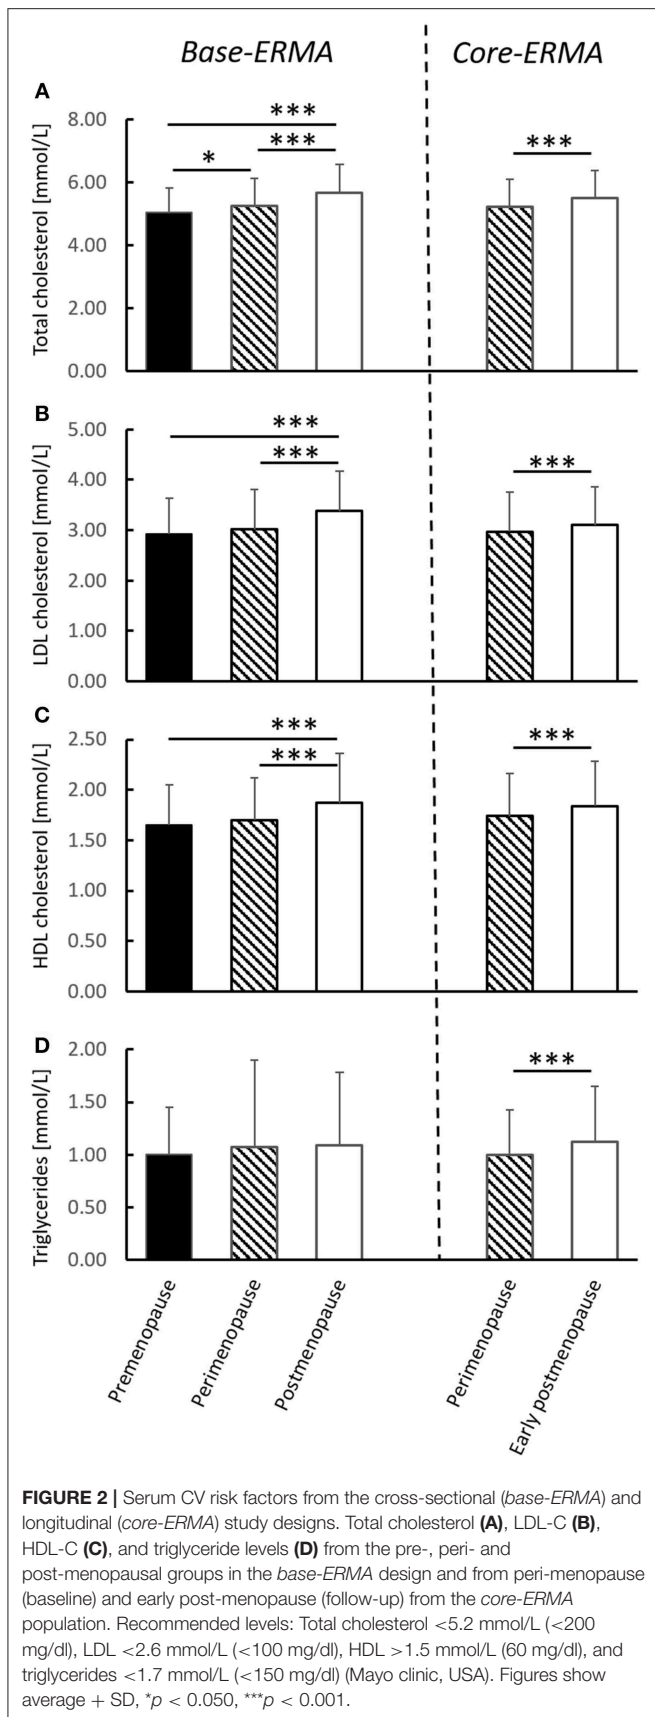 Base-ERMA
Core-ERMA
A
Total cholesterol [mmol/L]
8.00
6.00
4.00
2.00
0.00
***
***
*
***
B
LDL cholesterol [mmol/L]
5.00
4.00
3.00
2.00
1.00
0.00
***
***
***
C
HDL cholesterol [mmol/L]
2.50
2.00
1.50
1.00
0.50
0.00
***
***
***
D
Triglycerides [mmol/L]
2.00
1.50
1.00
0.50
0.00
***
Premenopause
Perimenopause
Postmenopause
Perimenopause
Early postmenopause
FIGURE 2 | Serum CV risk factors from the cross-sectional (base-ERMA) and
longitudinal (core-ERMA) study designs. Total cholesterol (A), LDL-C (B),
HDL-C (C), and triglyceride levels (D) from the pre-, peri- and
post-menopausal groups in the base-ERMA design and from peri-menopause
(baseline) and early post-menopause (follow-up) from the core-ERMA
population. Recommended levels: Total cholesterol <5.2 mmol/L (<200
mg/dl), LDL <2.6 mmol/L (<100 mg/dl), HDL >1.5 mmol/L (60 mg/dl), and
triglycerides <1.7 mmol/L (<150 mg/dl) (Mayo clinic, USA). Figures show
average + SD, *p < 0.050, ***p < 0.001.